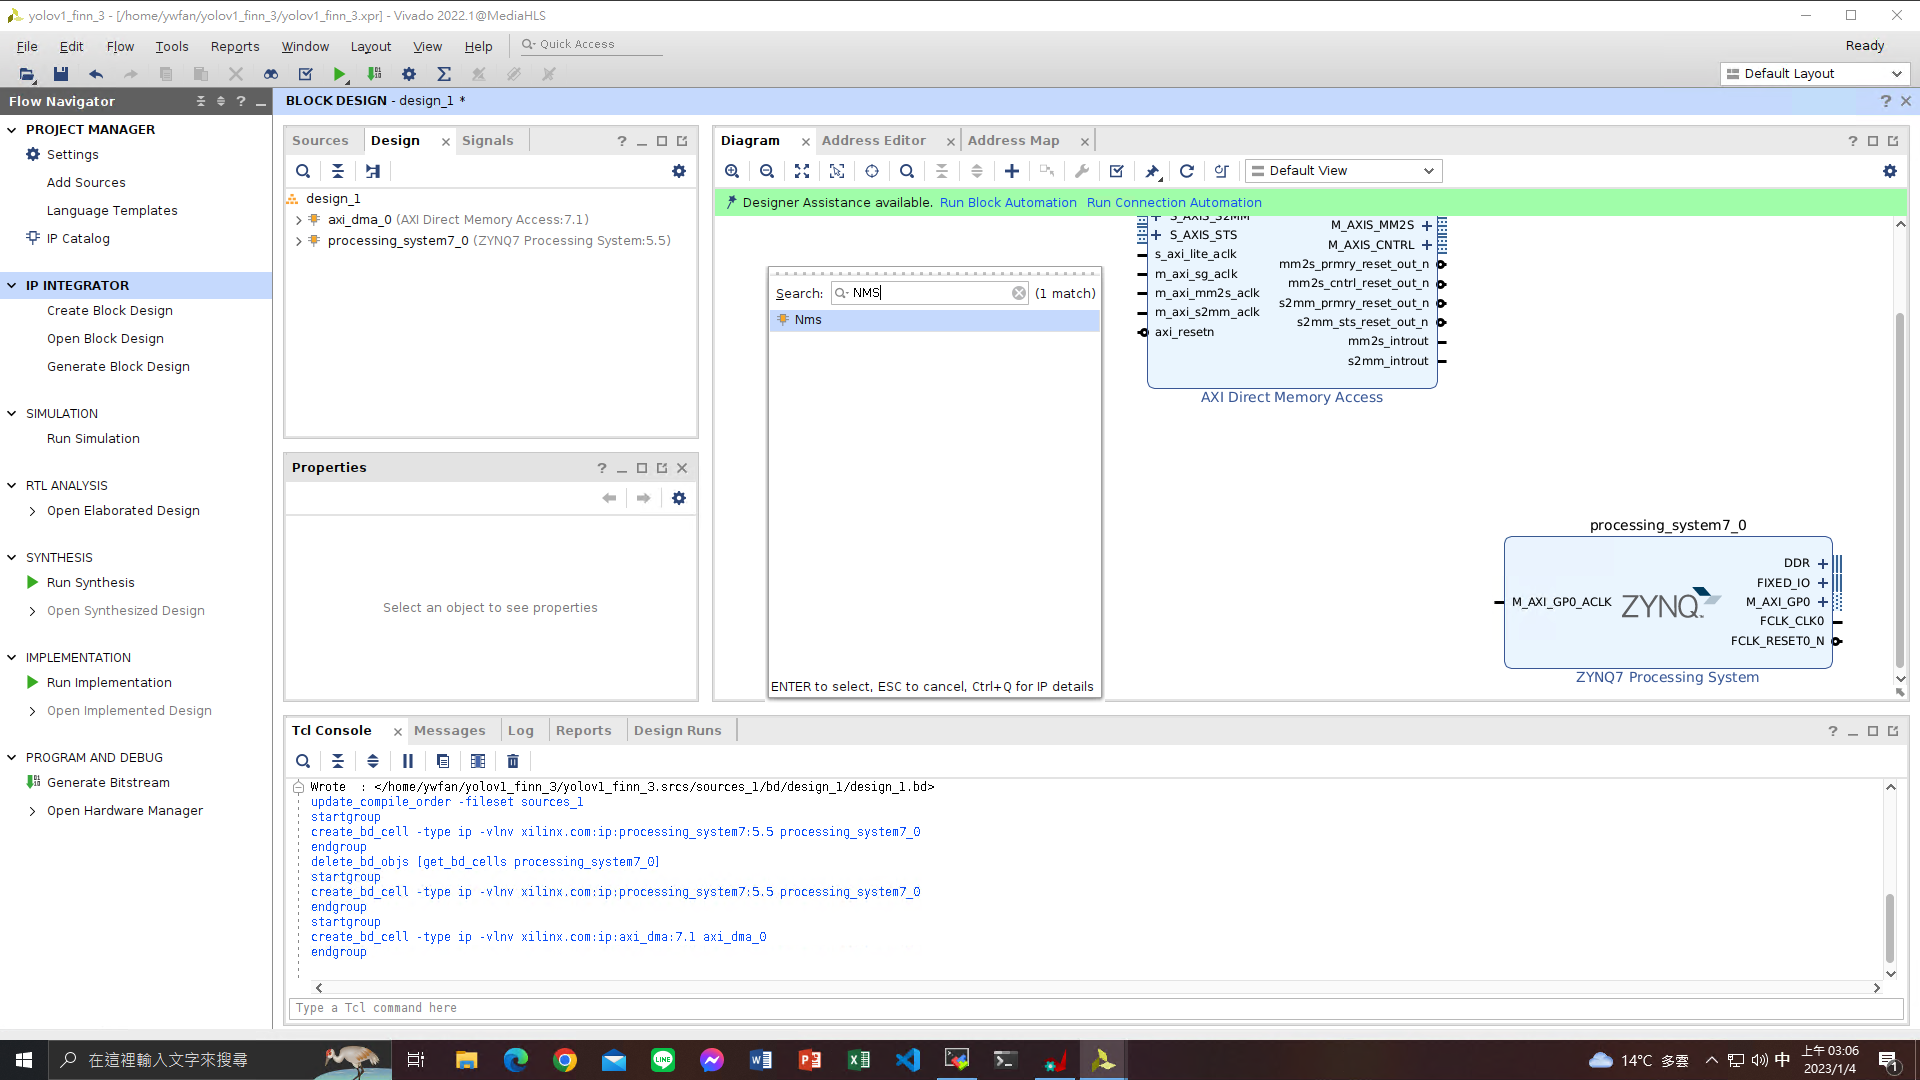 yolov1_finn_3 - [/home/ywfan/yolov1_finn_3/yolov1_finn_3.xpr] - Vivado 2022.1@MediaHLS
File Edit Flow Tools Reports Window Layout View Help Quick Access Ready
Default Layout
Flow Navigator
PROJECT MANAGER
Settings
Add Sources
Language Templates
IP Catalog
IP INTEGRATOR
Create Block Design
Open Block Design
Generate Block Design
SIMULATION
Run Simulation
RTL ANALYSIS
Open Elaborated Design
SYNTHESIS
Run Synthesis
Open Synthesized Design
IMPLEMENTATION
Run Implementation
Open Implemented Design
PROGRAM AND DEBUG
Generate Bitstream
Open Hardware Manager
BLOCK DESIGN - design_1 *
Sources Design Signals
design_1
axi_dma_0 (AXI Direct Memory Access:7.1)
processing_system7_0 (ZYNQ7 Processing System:5.5)
Properties
Select an object to see properties
Diagram Address Editor Address Map
Default View
Designer Assistance available. Run Block Automation Run Connection Automation
Search: NMS (1 match)
Nms
ENTER to select, ESC to cancel, Ctrl+Q for IP details
S_AXIS_S2MM
S_AXIS_STS
s_axi_lite_aclk
m_axi_sg_aclk
m_axi_mm2s_aclk
m_axi_s2mm_aclk
axi_resetn
M_AXIS_MM2S
M_AXIS_CNTRL
mm2s_prmry_reset_out_n
mm2s_cntrl_reset_out_n
s2mm_prmry_reset_out_n
s2mm_sts_reset_out_n
mm2s_introut
s2mm_introut
AXI Direct Memory Access
processing_system7_0
M_AXI_GP0_ACLK
ZYNQ
DDR
FIXED_IO
M_AXI_GP0
FCLK_CLK0
FCLK_RESET0_N
ZYNQ7 Processing System
Tcl Console Messages Log Reports Design Runs
Wrote : </home/ywfan/yolov1_finn_3/yolov1_finn_3.srcs/sources_1/bd/design_1/design_1.bd>
update_compile_order -fileset sources_1
startgroup
create_bd_cell -type ip -vlnv xilinx.com:ip:processing_system7:5.5 processing_system7_0
endgroup
delete_bd_objs [get_bd_cells processing_system7_0]
startgroup
create_bd_cell -type ip -vlnv xilinx.com:ip:processing_system7:5.5 processing_system7_0
endgroup
startgroup
create_bd_cell -type ip -vlnv xilinx.com:ip:axi_dma:7.1 axi_dma_0
endgroup
Type a Tcl command here
在這裡輸入文字來搜尋
14°C 多雲
中
上午 03:06
2023/1/4
1